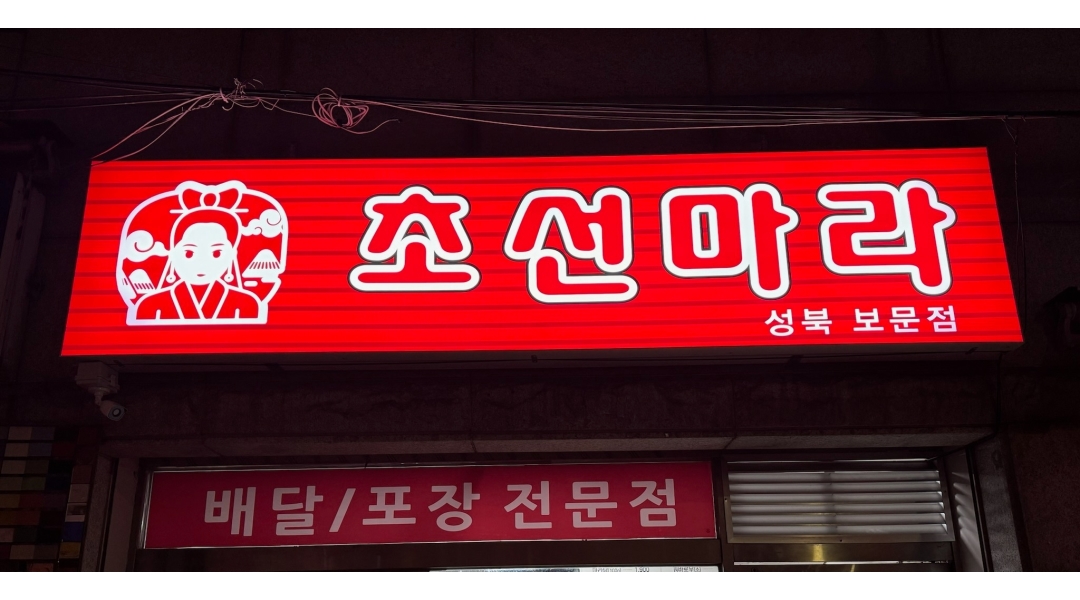 초선마라
성북 보문점
배달/포장 전문점